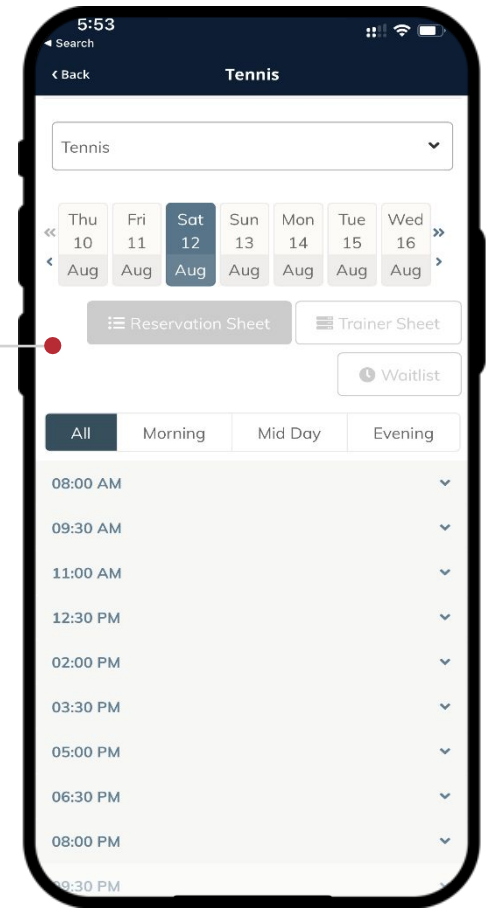 5:53
Search
Back Tennis
Tennis
Thu Fri Sat Sun Mon Tue Wed
10 11 12 13 14 15 16
Aug Aug Aug Aug Aug Aug Aug
Reservation Sheet Trainer Sheet
Waitlist
All Morning Mid Day Evening
08:00 AM
09:30 AM
11:00 AM
12:30 PM
02:00 PM
03:30 PM
05:00 PM
06:30 PM
08:00 PM
09:30 PM